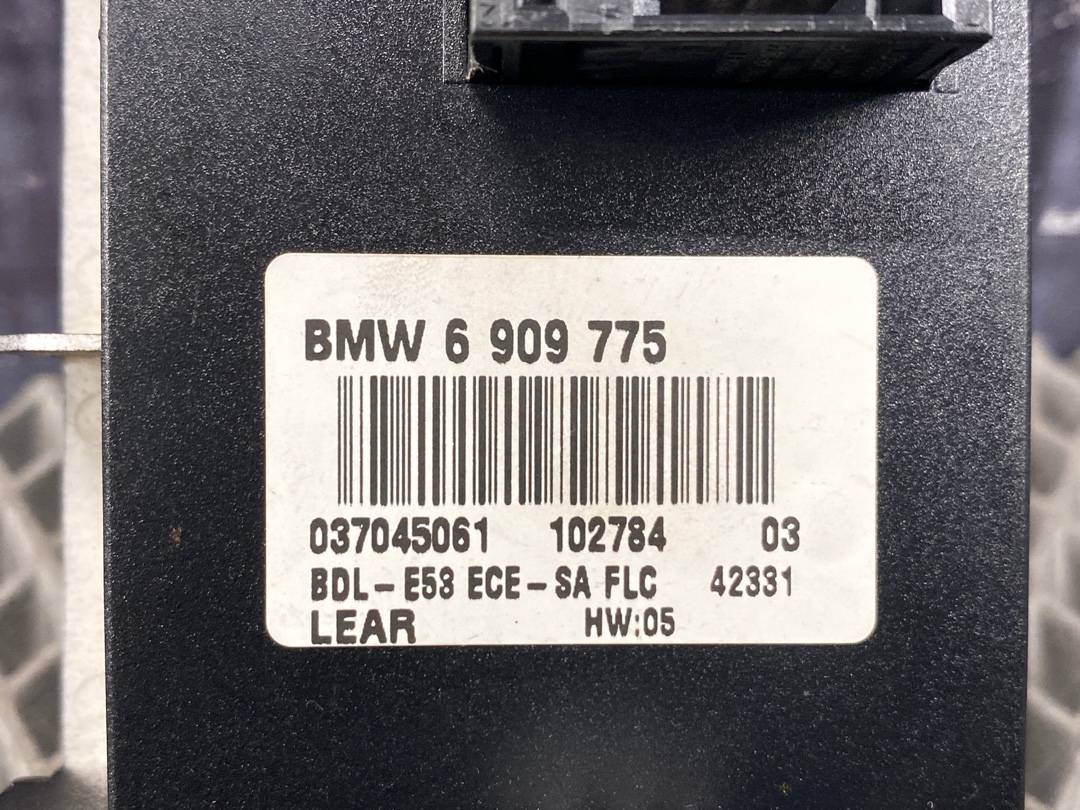 BMW 6 909 775
037045061 102784 03
BDL-E53 ECE-SA FLC 42331
LEAR HW:05